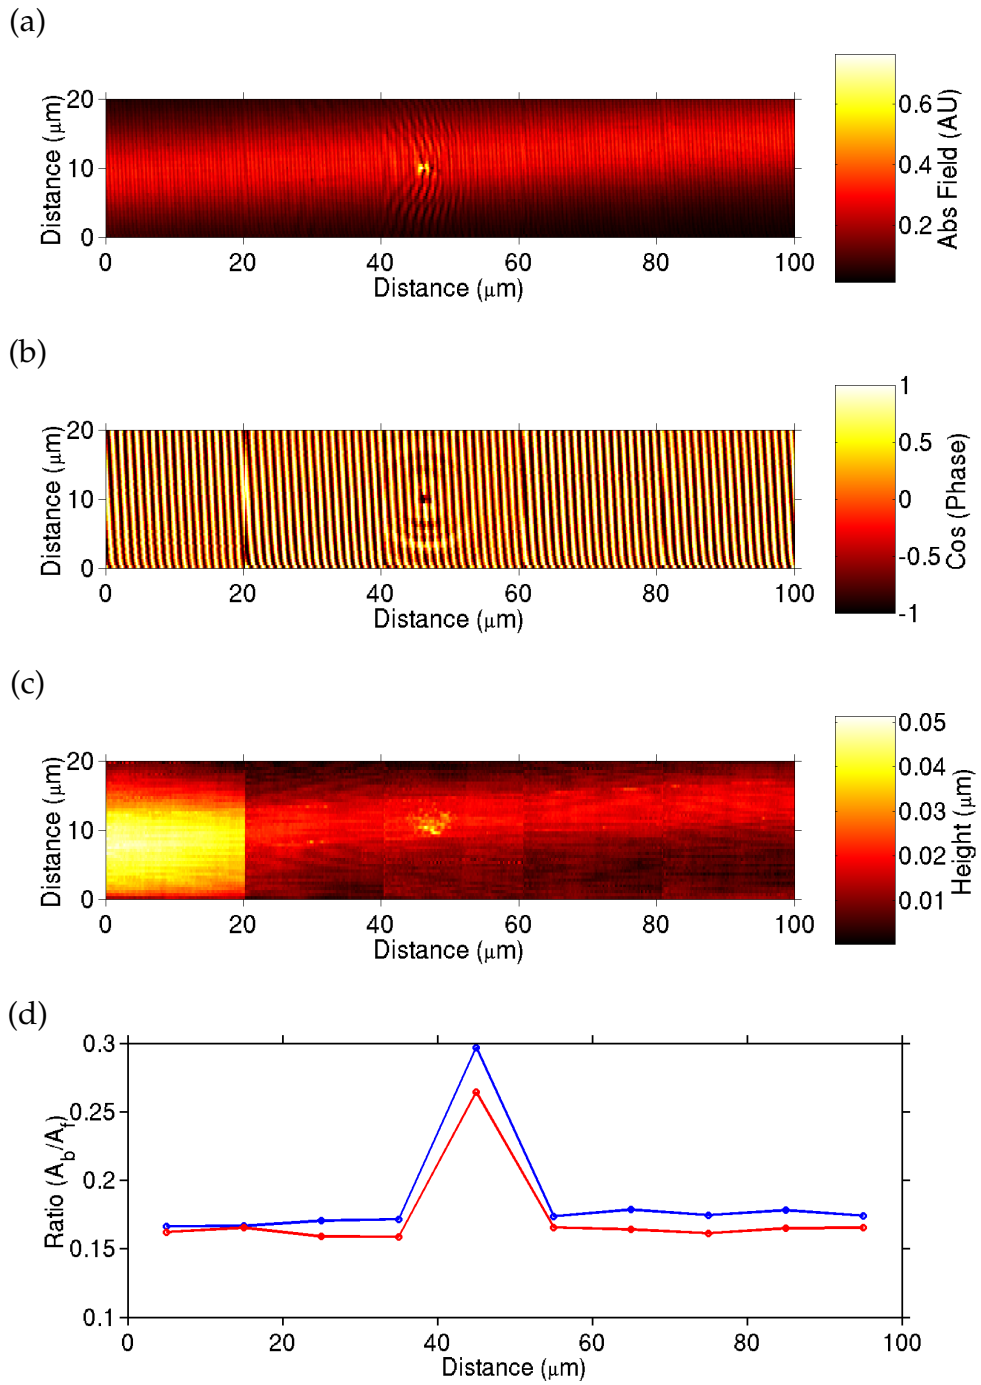 (a)
20
10
0
Distance (μm)
0 20 40 60 80 100
Distance (μm)
0.6
0.4
0.2
Abs Field (AU)
(b)
20
10
0
Distance (μm)
0 20 40 60 80 100
Distance (μm)
1
0.5
0
-0.5
-1
Cos (Phase)
(c)
20
10
0
Distance (μm)
0 20 40 60 80 100
Distance (μm)
0.05
0.04
0.03
0.02
0.01
Height (μm)
(d)
0.3
0.25
0.2
0.15
0.1
Ratio (A_b/A_f)
0 20 40 60 80 100
Distance (μm)